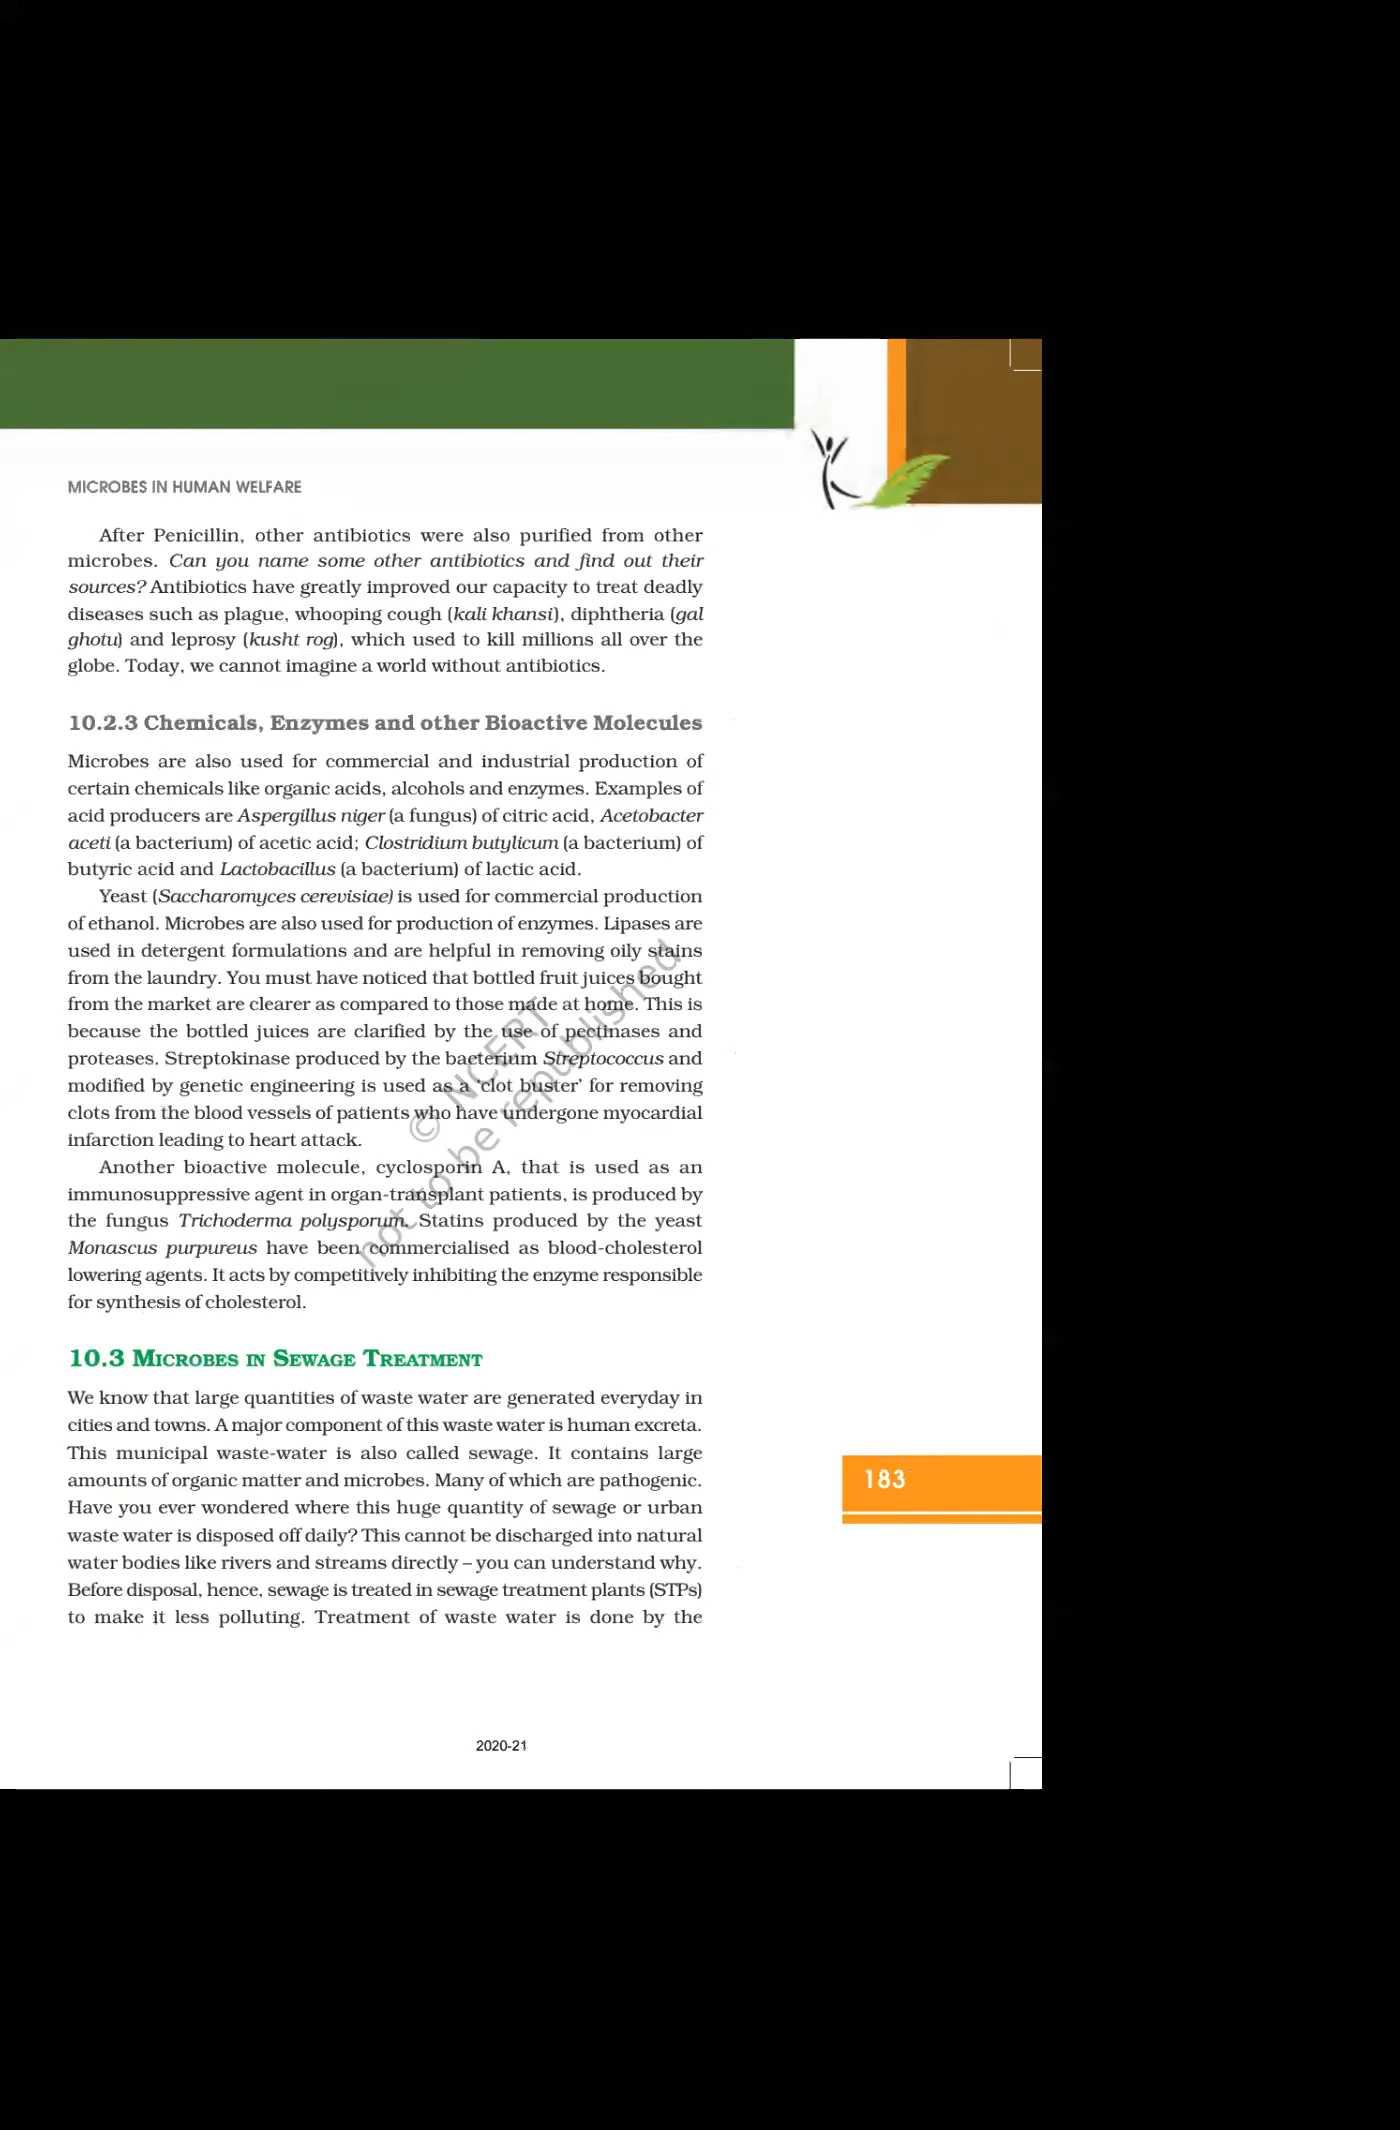 MICROBES IN HUMAN WELFARE
After Penicillin, other antibiotics were also purified from other
microbes. Can you name some other antibiotics and find out their
sources? Antibiotics have greatly improved our capacity to treat deadly
diseases such as plague, whooping cough (kali khansi), diphtheria (gal
ghotu) and leprosy (kusht rog), which used to kill millions all over the
globe. Today, we cannot imagine a world without antibiotics.
10.2.3 Chemicals, Enzymes and other Bioactive Molecules
Microbes are also used for commercial and industrial production of
certain chemicals like organic acids, alcohols and enzymes. Examples of
acid producers are Aspergillus niger (a fungus) of citric acid, Acetobacter
aceti (a bacterium) of acetic acid; Clostridium butylicum (a bacterium) of
butyric acid and Lactobacillus (a bacterium) of lactic acid.
Yeast (Saccharomyces cerevisiae) is used for commercial production
of ethanol. Microbes are also used for production of enzymes. Lipases are
used in detergent formulations and are helpful in removing oily stains
from the laundry. You must have noticed that bottled fruit juices bought
from the market are clearer as compared to those made at home. This is
because the bottled juices are clarified by the use of pectinases and
proteases. Streptokinase produced by the bacterium Streptococcus and
modified by genetic engineering is used as a ‘clot buster’ for removing
clots from the blood vessels of patients who have undergone myocardial
infarction leading to heart attack.
Another bioactive molecule, cyclosporin A, that is used as an
immunosuppressive agent in organ-transplant patients, is produced by
the fungus Trichoderma polysporum. Statins produced by the yeast
Monascus purpureus have been commercialised as blood-cholesterol
lowering agents. It acts by competitively inhibiting the enzyme responsible
for synthesis of cholesterol.
10.3 MICROBES IN SEWAGE TREATMENT
We know that large quantities of waste water are generated everyday in
cities and towns. A major component of this waste water is human excreta.
This municipal waste-water is also called sewage. It contains large
amounts of organic matter and microbes. Many of which are pathogenic.
Have you ever wondered where this huge quantity of sewage or urban
waste water is disposed off daily? This cannot be discharged into natural
water bodies like rivers and streams directly – you can understand why.
Before disposal, hence, sewage is treated in sewage treatment plants (STPs)
to make it less polluting. Treatment of waste water is done by the
183
© NCERT
not to be republished
2020-21